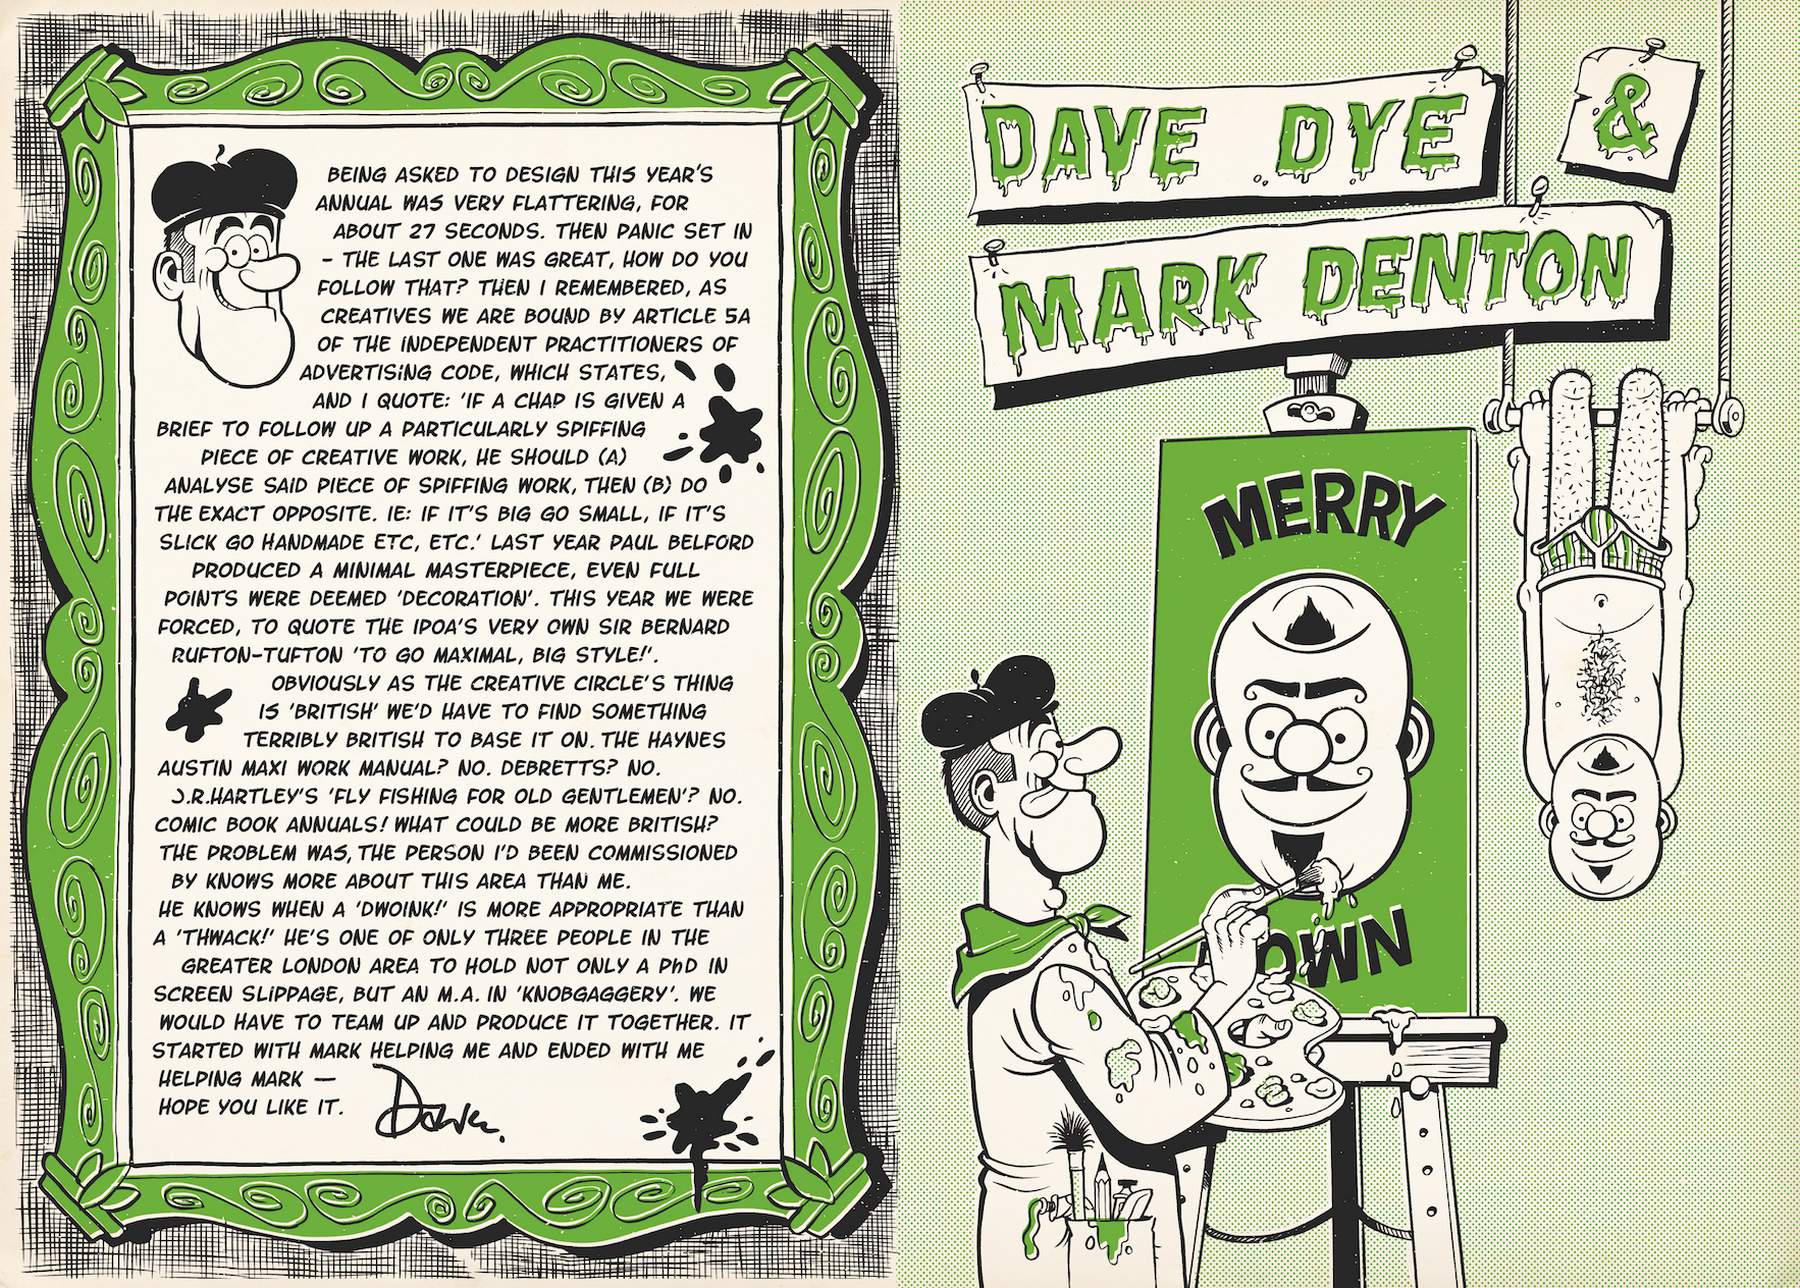 BEING ASKED TO DESIGN THIS YEAR'S
ANNUAL WAS VERY FLATTERING, FOR
ABOUT 27 SECONDS. THEN PANIC SET IN
- THE LAST ONE WAS GREAT, HOW DO YOU
FOLLOW THAT? THEN I REMEMBERED, AS
CREATIVES WE ARE BOUND BY ARTICLE 5A
OF THE INDEPENDENT PRACTITIONERS OF
ADVERTISING CODE, WHICH STATES,
AND I QUOTE: 'IF A CHAP IS GIVEN A
BRIEF TO FOLLOW UP A PARTICULARLY SPIFFING
PIECE OF CREATIVE WORK, HE SHOULD (A)
ANALYSE SAID PIECE OF SPIFFING WORK, THEN (B) DO
THE EXACT OPPOSITE. IE: IF IT'S BIG GO SMALL, IF IT'S
SLICK GO HANDMADE ETC, ETC.' LAST YEAR PAUL BELFORD
PRODUCED A MINIMAL MASTERPIECE, EVEN FULL
POINTS WERE DEEMED 'DECORATION'. THIS YEAR WE WERE
FORCED, TO QUOTE THE IPOA'S VERY OWN SIR BERNARD
RUFTON-TUFTON 'TO GO MAXIMAL, BIG STYLE!'.
OBVIOUSLY AS THE CREATIVE CIRCLE'S THING
IS 'BRITISH' WE'D HAVE TO FIND SOMETHING
TERRIBLY BRITISH TO BASE IT ON. THE HAYNES
AUSTIN MAXI WORK MANUAL? NO. DEBRETTS? NO.
J.R.HARTLEY'S 'FLY FISHING FOR OLD GENTLEMEN'? NO.
COMIC BOOK ANNUALS! WHAT COULD BE MORE BRITISH?
THE PROBLEM WAS, THE PERSON I'D BEEN COMMISSIONED
BY KNOWS MORE ABOUT THIS AREA THAN ME.
HE KNOWS WHEN A 'DWOINK!' IS MORE APPROPRIATE THAN
A 'THWACK!' HE'S ONE OF ONLY THREE PEOPLE IN THE
GREATER LONDON AREA TO HOLD NOT ONLY A PhD IN
SCREEN SLIPPAGE, BUT AN M.A. IN 'KNOBGAGGERY'. WE
WOULD HAVE TO TEAM UP AND PRODUCE IT TOGETHER. IT
STARTED WITH MARK HELPING ME AND ENDED WITH ME
HELPING MARK —
HOPE YOU LIKE IT.
Dave.
DAVE DYE &
MARK DENTON
MERRY
DOWN